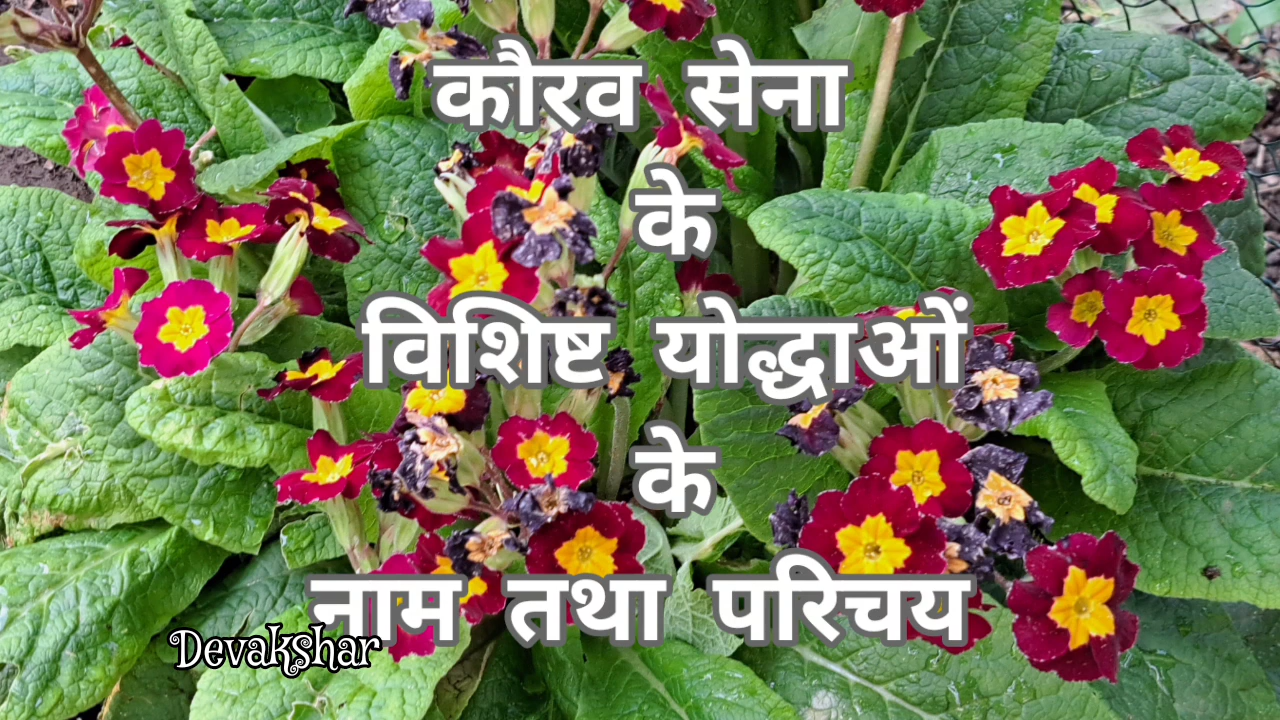 कौरव सेना
के
विशिष्ट योद्धाओं
के
नाम तथा परिचय
Devakshar